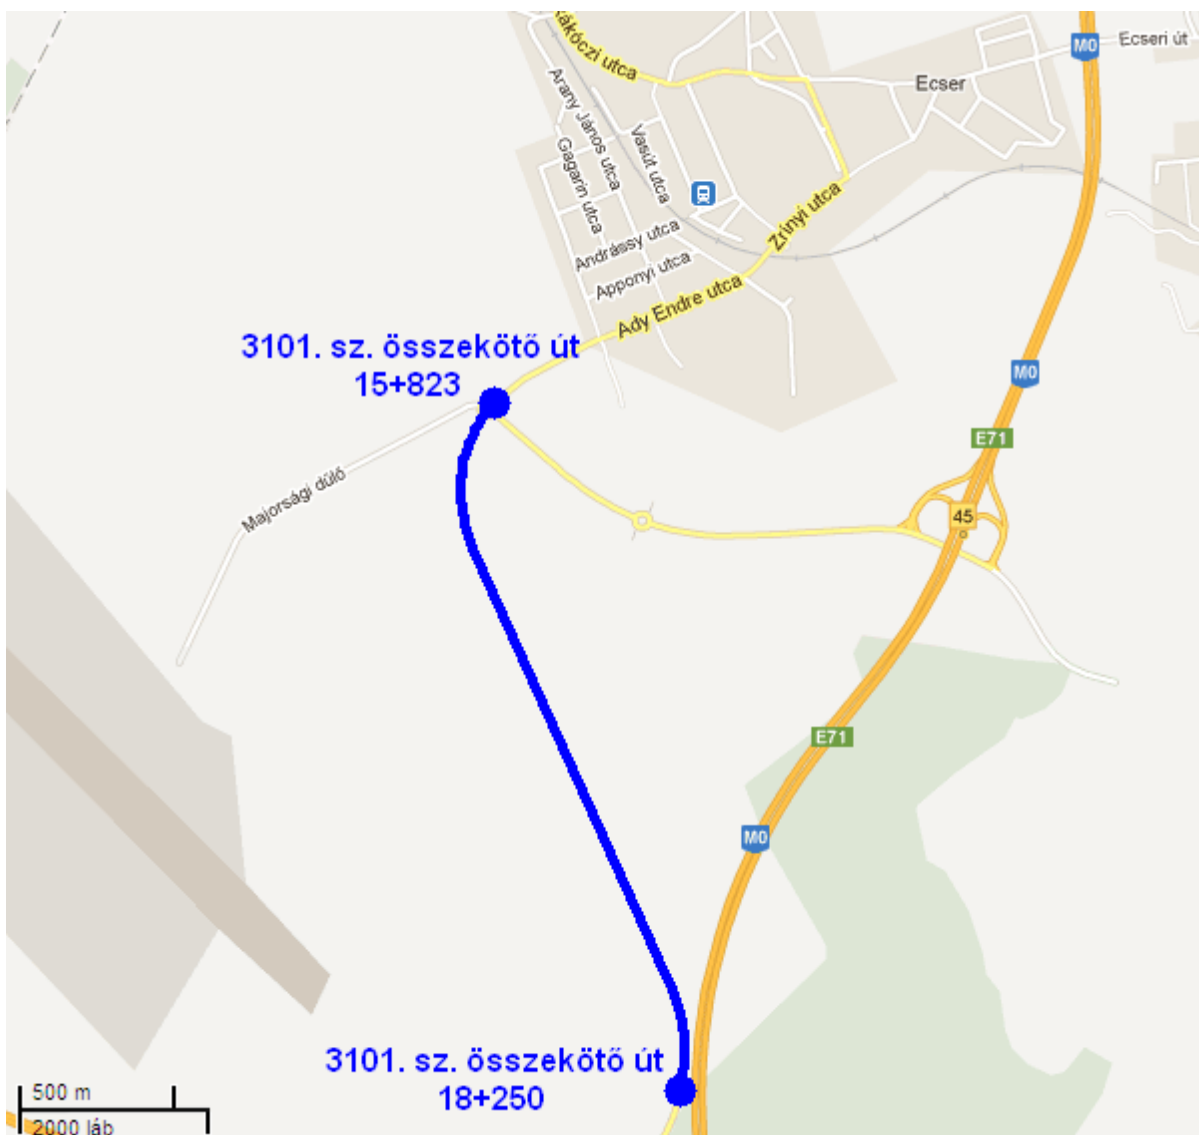 Rákóczi utca
Ecseri út
M0
Ecser
Arany János utca
Vasút utca
Gagarin utca
Zrínyi utca
Andrássy utca
Apponyi utca
Ady Endre utca
3101. sz. összekötő út
15+823
M0
E71
Majorsági dűlő
45
E71
M0
3101. sz. összekötő út
18+250
500 m
2000 láb